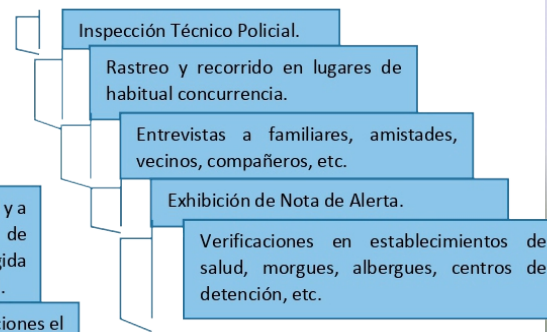 Inspección Técnico Policial.
Rastreo y recorrido en lugares de
habitual concurrencia.
Entrevistas a familiares, amistades,
vecinos, compañeros, etc.
Exhibición de Nota de Alerta.
Verificaciones en establecimientos de
salud, morgues, albergues, centros de
detención, etc.
y a
de